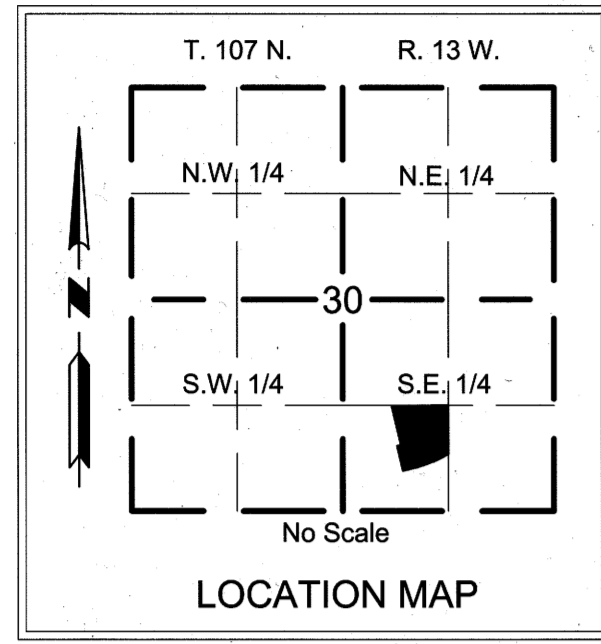 T. 107 N. R. 13 W.
N.W. 1/4 N.E. 1/4
N
30
S.W. 1/4 S.E. 1/4
No Scale
LOCATION MAP